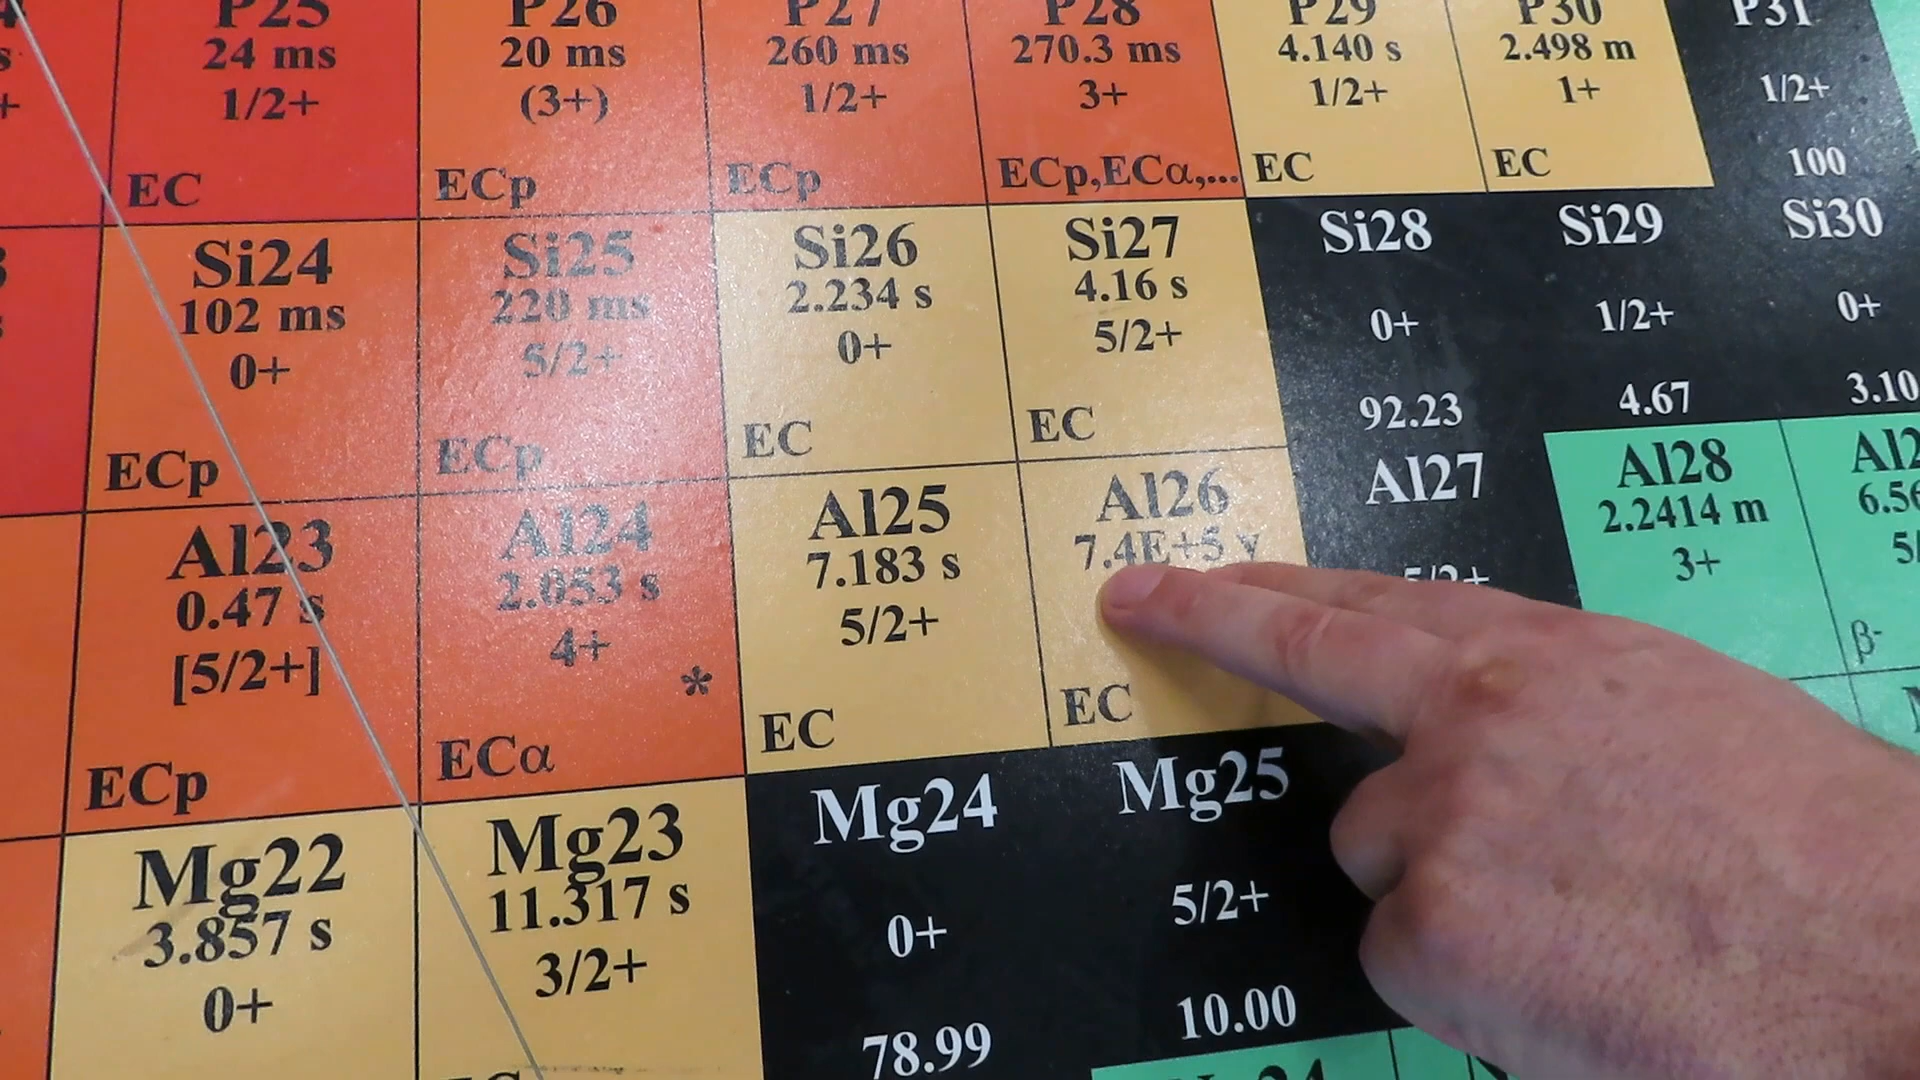 P25
24 ms
1/2+
EC
P26
20 ms
(3+)
ECp
P27
260 ms
1/2+
ECp
P28
270.3 ms
3+
ECp,ECα,...
P29
4.140 s
1/2+
EC
P30
2.498 m
1+
EC
P31
1/2+
100
Si24
102 ms
0+
ECp
Si25
220 ms
5/2+
ECp
Si26
2.234 s
0+
EC
Si27
4.16 s
5/2+
EC
Si28
0+
92.23
Si29
1/2+
4.67
Si30
0+
3.10
Al23
0.47 s
[5/2+]
ECp
Al24
2.053 s
4+
*
ECα
Al25
7.183 s
5/2+
EC
Al26
7.4E+5 y
EC
Al27
5/2+
Al28
2.2414 m
3+
β-
Mg22
3.857 s
0+
Mg23
11.317 s
3/2+
Mg24
0+
78.99
Mg25
5/2+
10.00